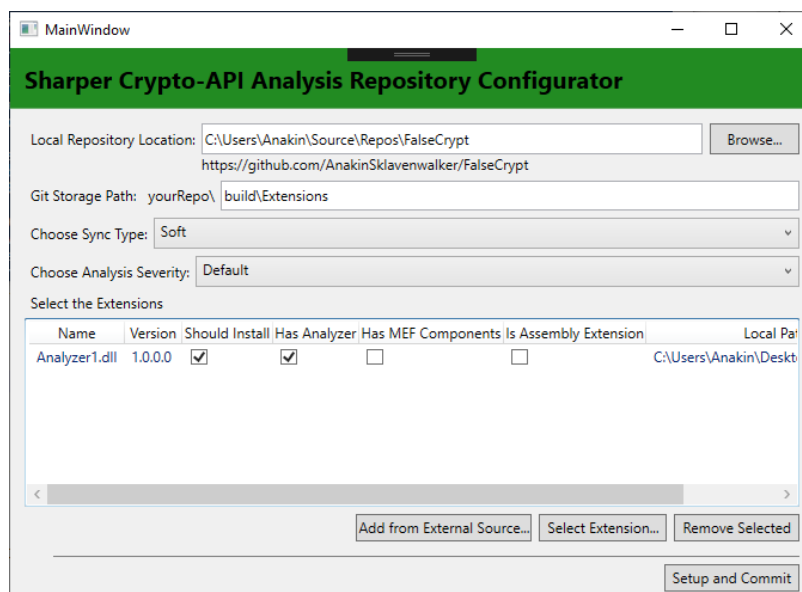 MainWindow
Sharper Crypto-API Analysis Repository Configurator
Local Repository Location: C:\Users\Anakin\Source\Repos\FalseCrypt Browse...
https://github.com/AnakinSklavenwalker/FalseCrypt
Git Storage Path: yourRepo\ build\Extensions
Choose Sync Type: Soft
Choose Analysis Severity: Default
Select the Extensions
Name Version Should Install Has Analyzer Has MEF Components Is Assembly Extension Local Pat
Analyzer1.dll 1.0.0.0 C:\Users\Anakin\Deskto
Add from External Source... Select Extension... Remove Selected
Setup and Commit